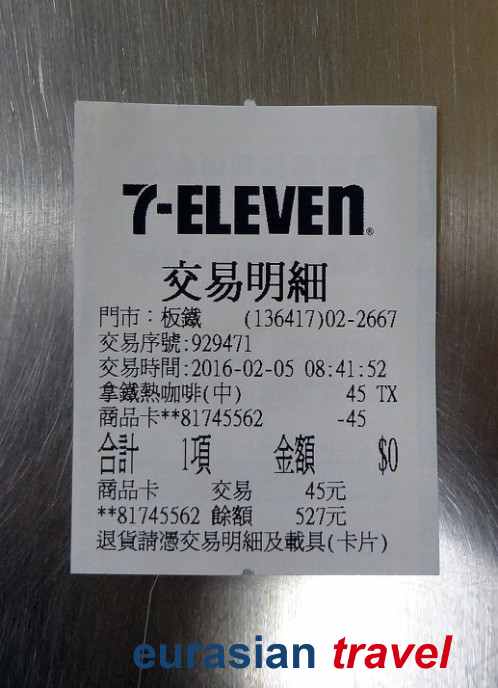 7-ELEVEN®
交易明細
門市：板鐵 (136417)02-2667
交易序號:929471
交易時間:2016-02-05 08:41:52
拿鐵熱咖啡(中) 45 TX
商品卡**81745562 -45
合計 1項 金額 $0
商品卡 交易 45元
**81745562 餘額 527元
退貨請憑交易明細及載具(卡片)
eurasian travel